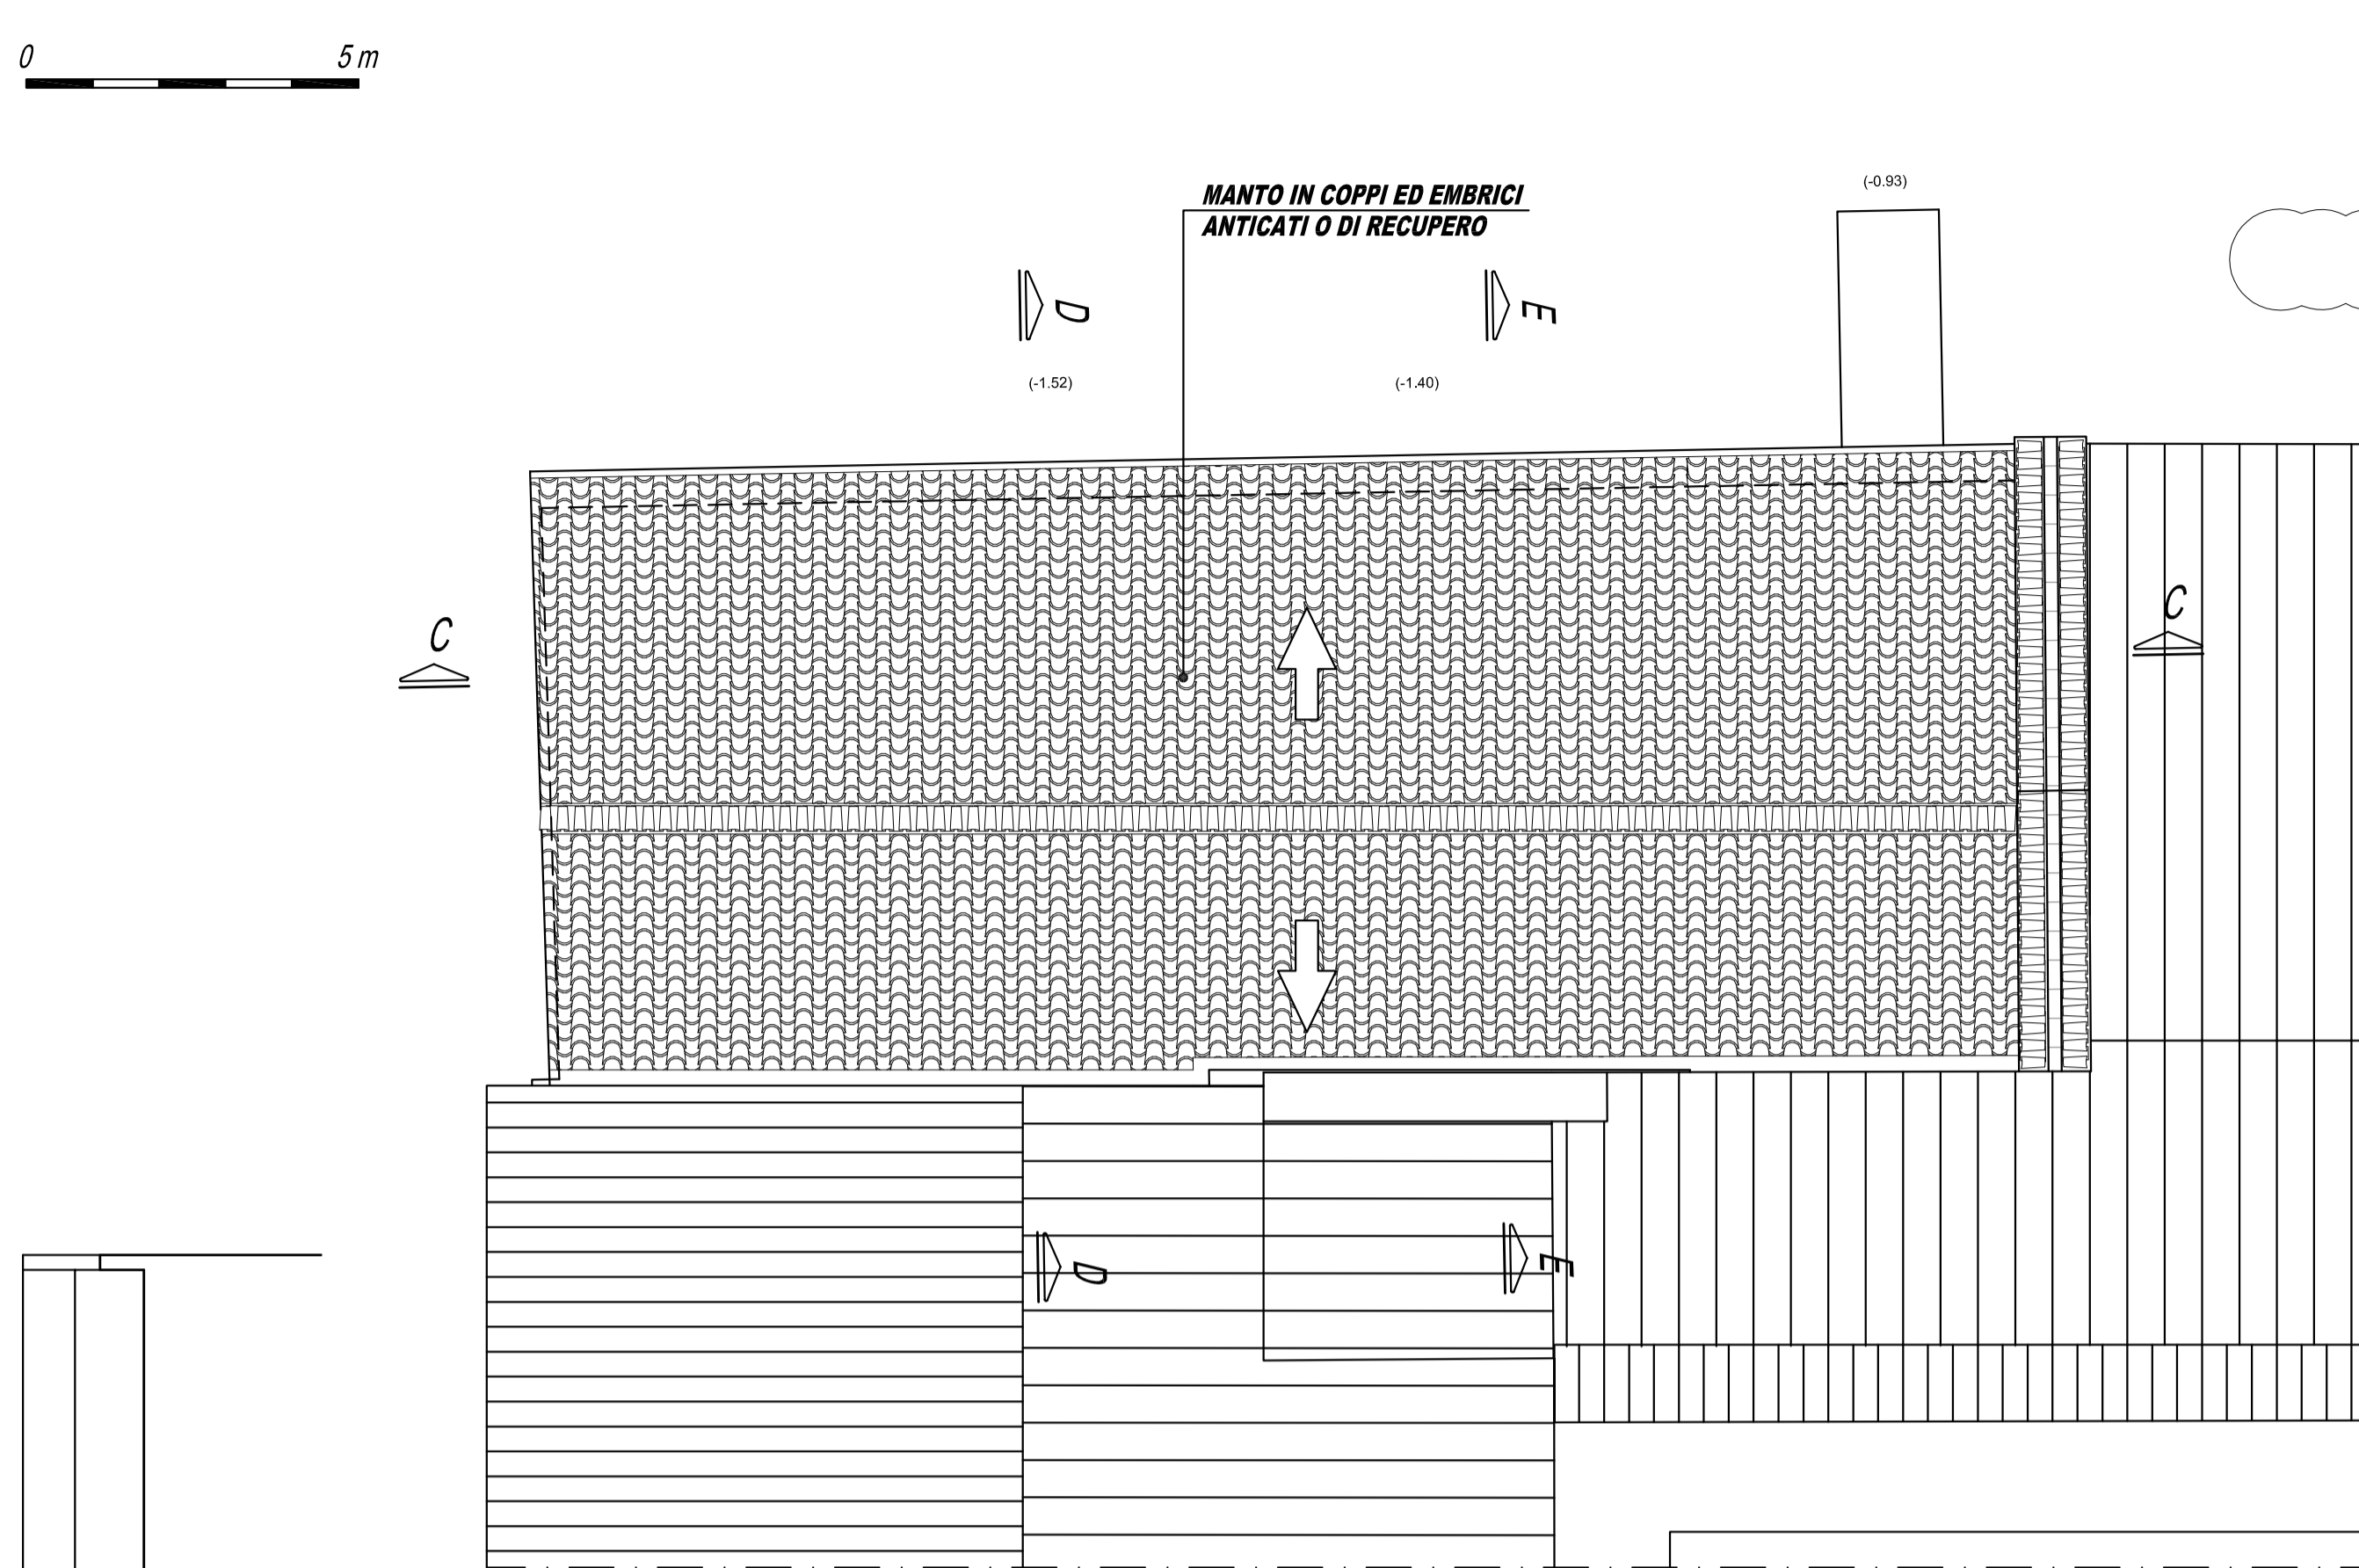 0 5 m
(-0.93)
MANTO IN COPPI ED EMBRICI
ANTICATI O DI RECUPERO
D E
(-1.52) (-1.40)
C C
D E